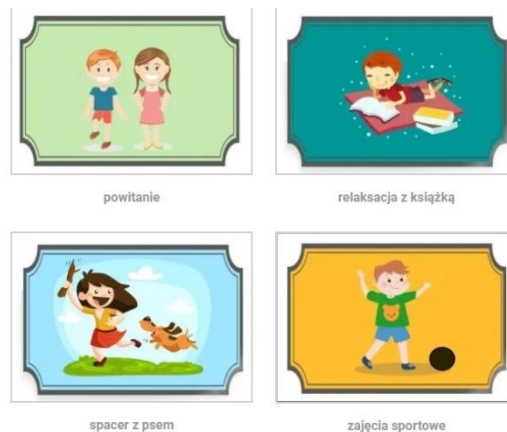 powitanie
relaksacja z książką
spacer z psem
zajęcia sportowe